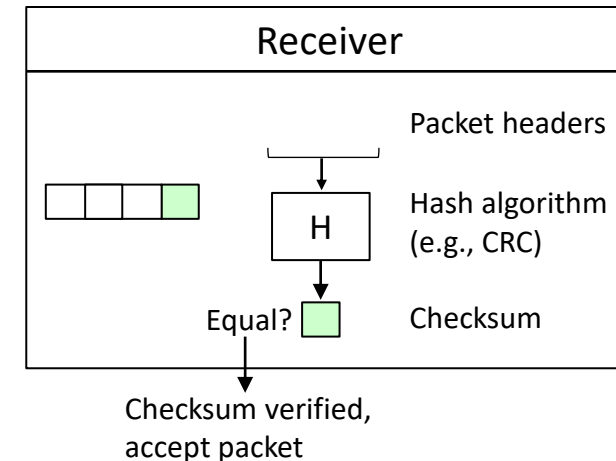 Receiver
Packet headers
H
Hash algorithm
(e.g., CRC)
Equal?
Checksum
Checksum verified,
accept packet